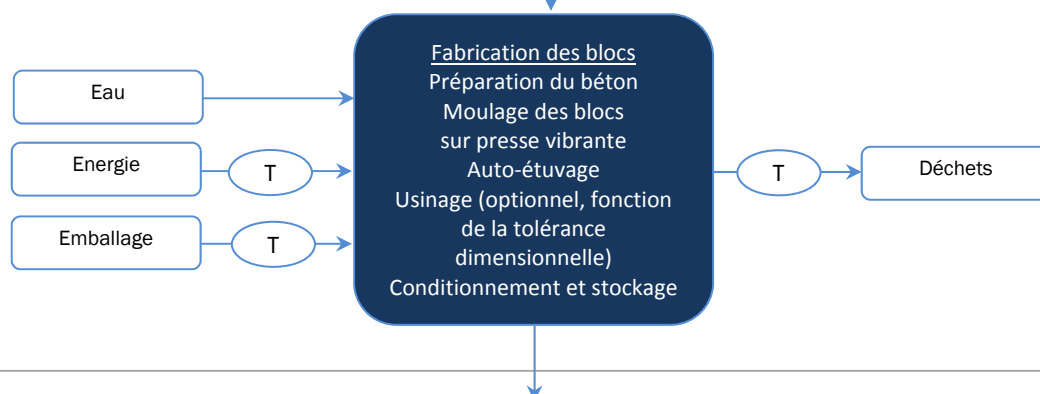 Fabrication des blocs
Préparation du béton
Moulage des blocs
sur presse vibrante
Auto-étuvage
Usinage (optionnel, fonction
de la tolérance
dimensionnelle)
Conditionnement et stockage
Eau
Energie
T
Emballage
T
T
Déchets